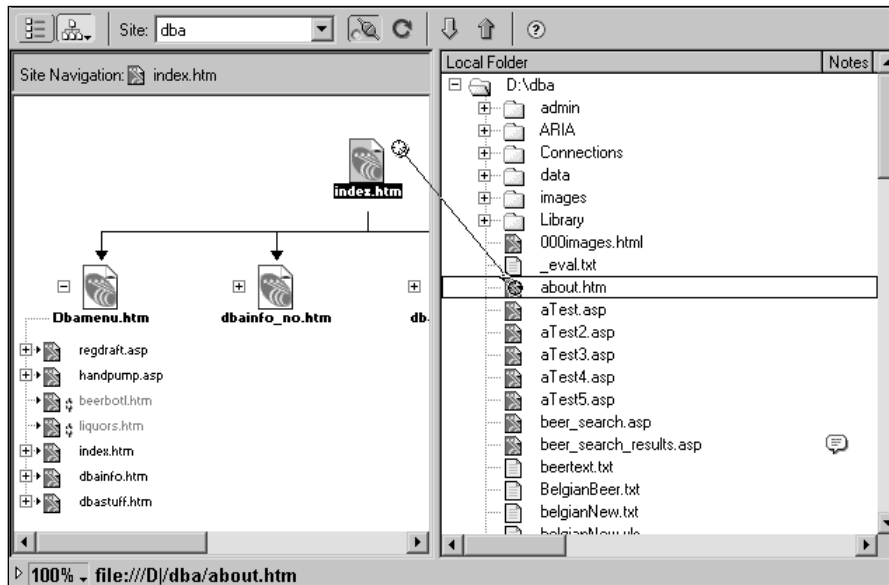 Site: dba
Site Navigation: index.htm
index.htm
Dbamenu.htm
dbainfo_no.htm
regdraft.asp
handpump.asp
beerbotl.htm
liquors.htm
index.htm
dbainfo.htm
dbastuff.htm
Local Folder Notes
D:\dba
admin
ARIA
Connections
data
images
Library
000images.html
_eval.txt
about.htm
aTest.asp
aTest2.asp
aTest3.asp
aTest4.asp
aTest5.asp
beer_search.asp
beer_search_results.asp
beertext.txt
BelgianBeer.txt
belgianNew.txt
100% file:///D|/dba/about.htm